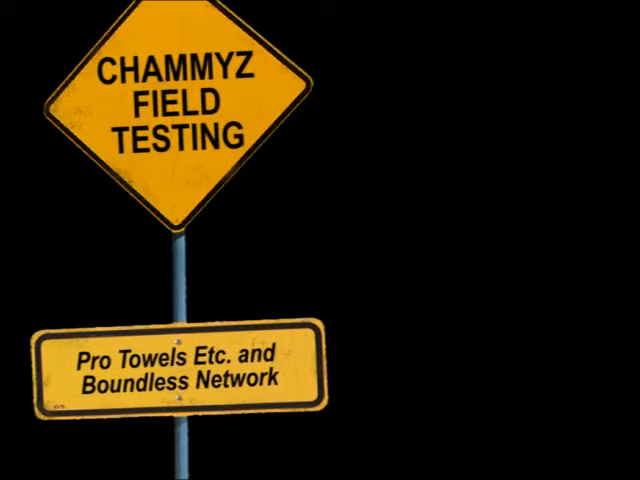 CHAMMYZ
FIELD
TESTING
Pro Towels Etc. and
Boundless Network